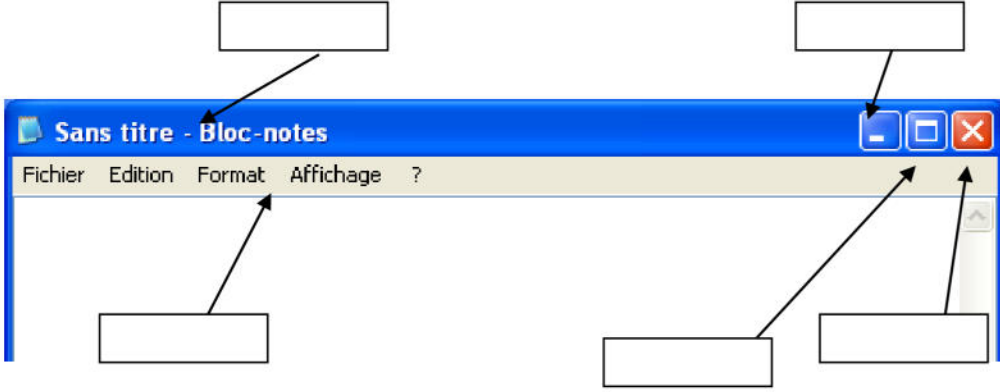 Sans titre - Bloc-notes
Fichier Edition Format Affichage ?